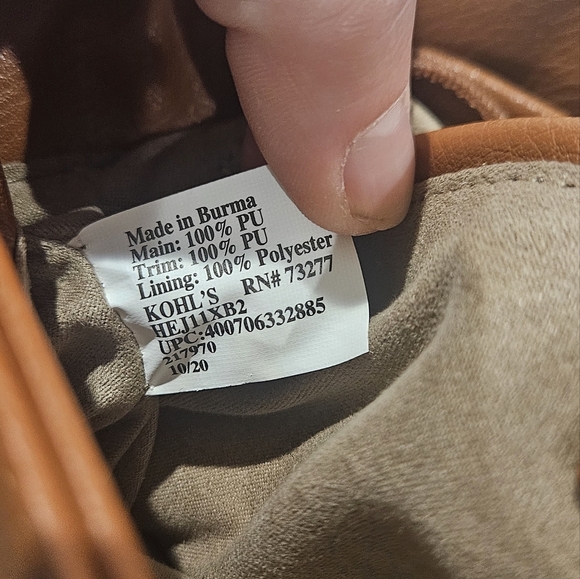 Made in Burma
Main: 100% PU
Trim: 100% PU
Lining: 100% Polyester
KOHL'S RN# 73277
HEJ11XB2
UPC:400706332885
217970
10/20